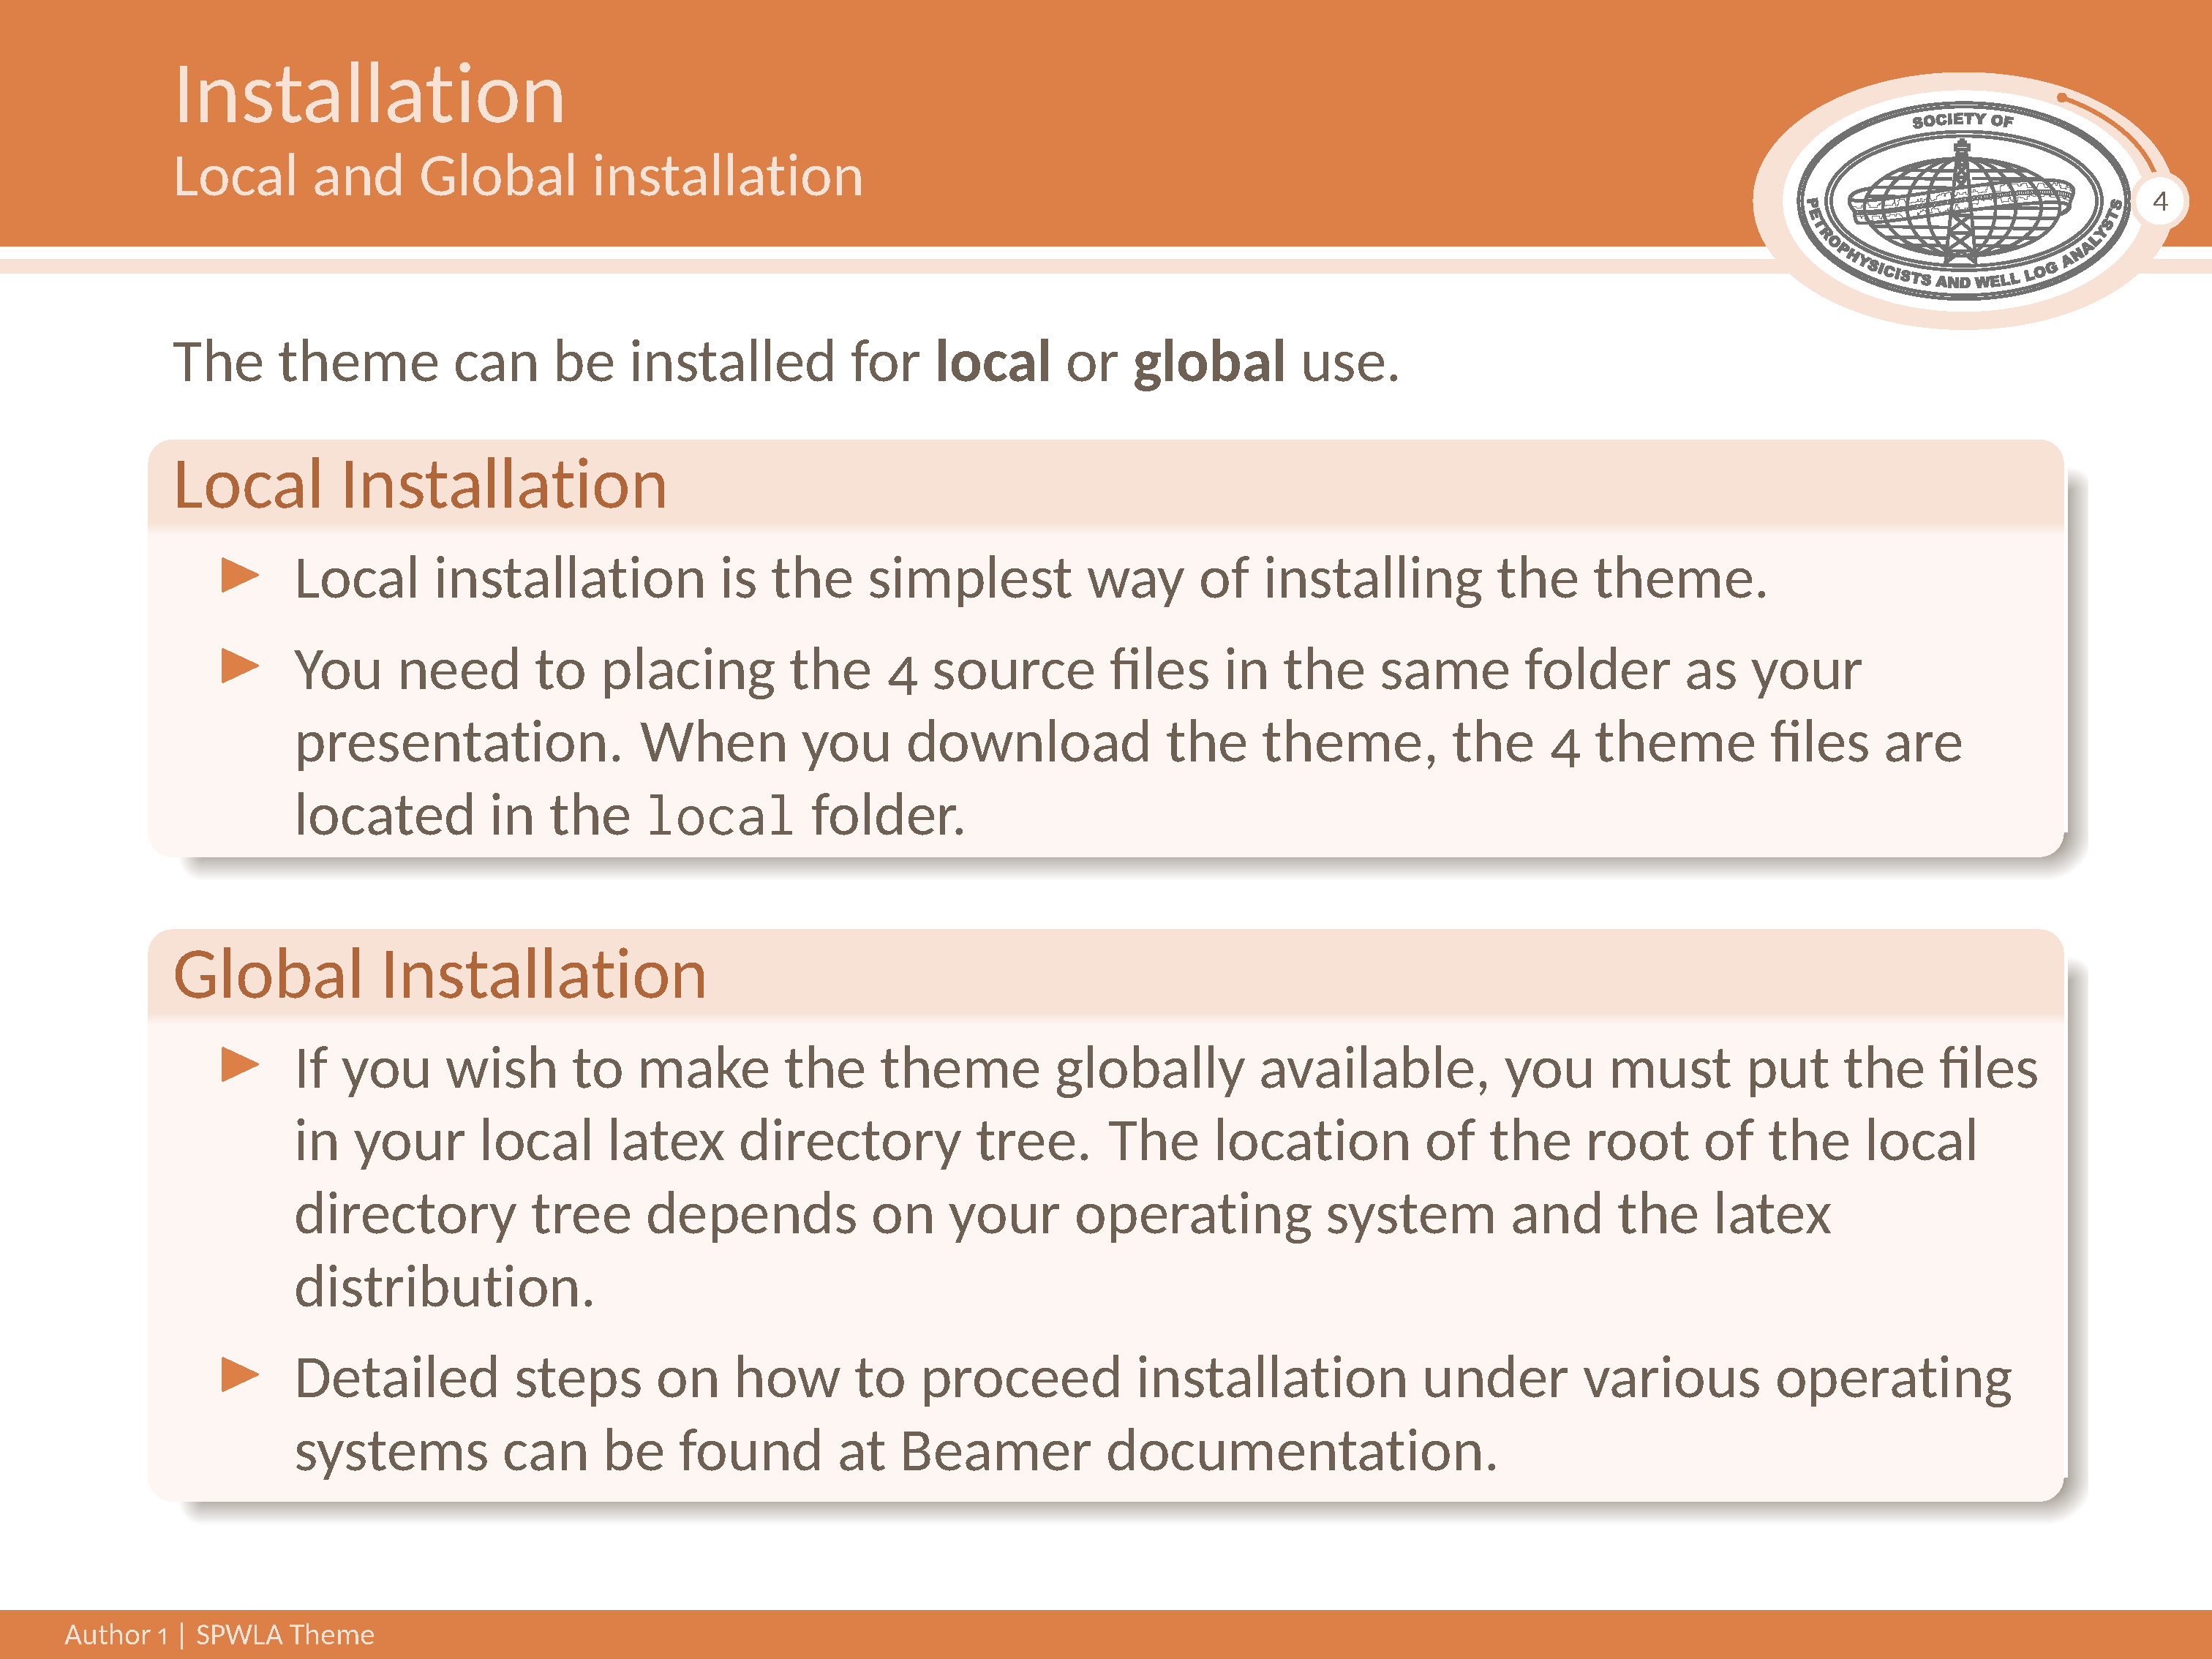 Installation
Local and Global installation
SOCIETY OF
PETROPHYSICISTS AND WELL LOG ANALYSTS
4
The theme can be installed for local or global use.
Local Installation
Local installation is the simplest way of installing the theme.
You need to placing the 4 source files in the same folder as your
presentation. When you download the theme, the 4 theme files are
located in the local folder.
Global Installation
If you wish to make the theme globally available, you must put the files
in your local latex directory tree. The location of the root of the local
directory tree depends on your operating system and the latex
distribution.
Detailed steps on how to proceed installation under various operating
systems can be found at Beamer documentation.
Author 1 | SPWLA Theme